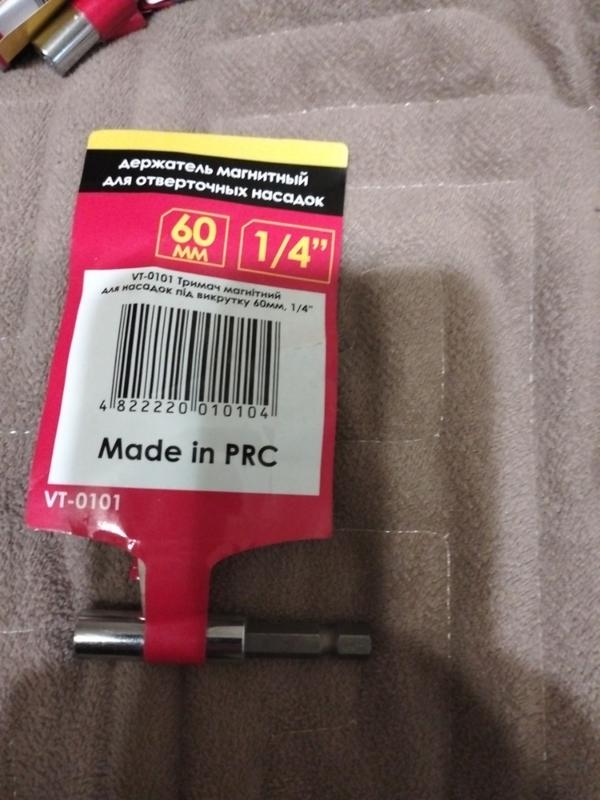 держатель магнитный
для отверточных насадок
60 мм
1/4”
VT-0101 Тримач магнітний
для насадок під викрутку 60мм, 1/4"
4 822220 010104
Made in PRC
VT-0101